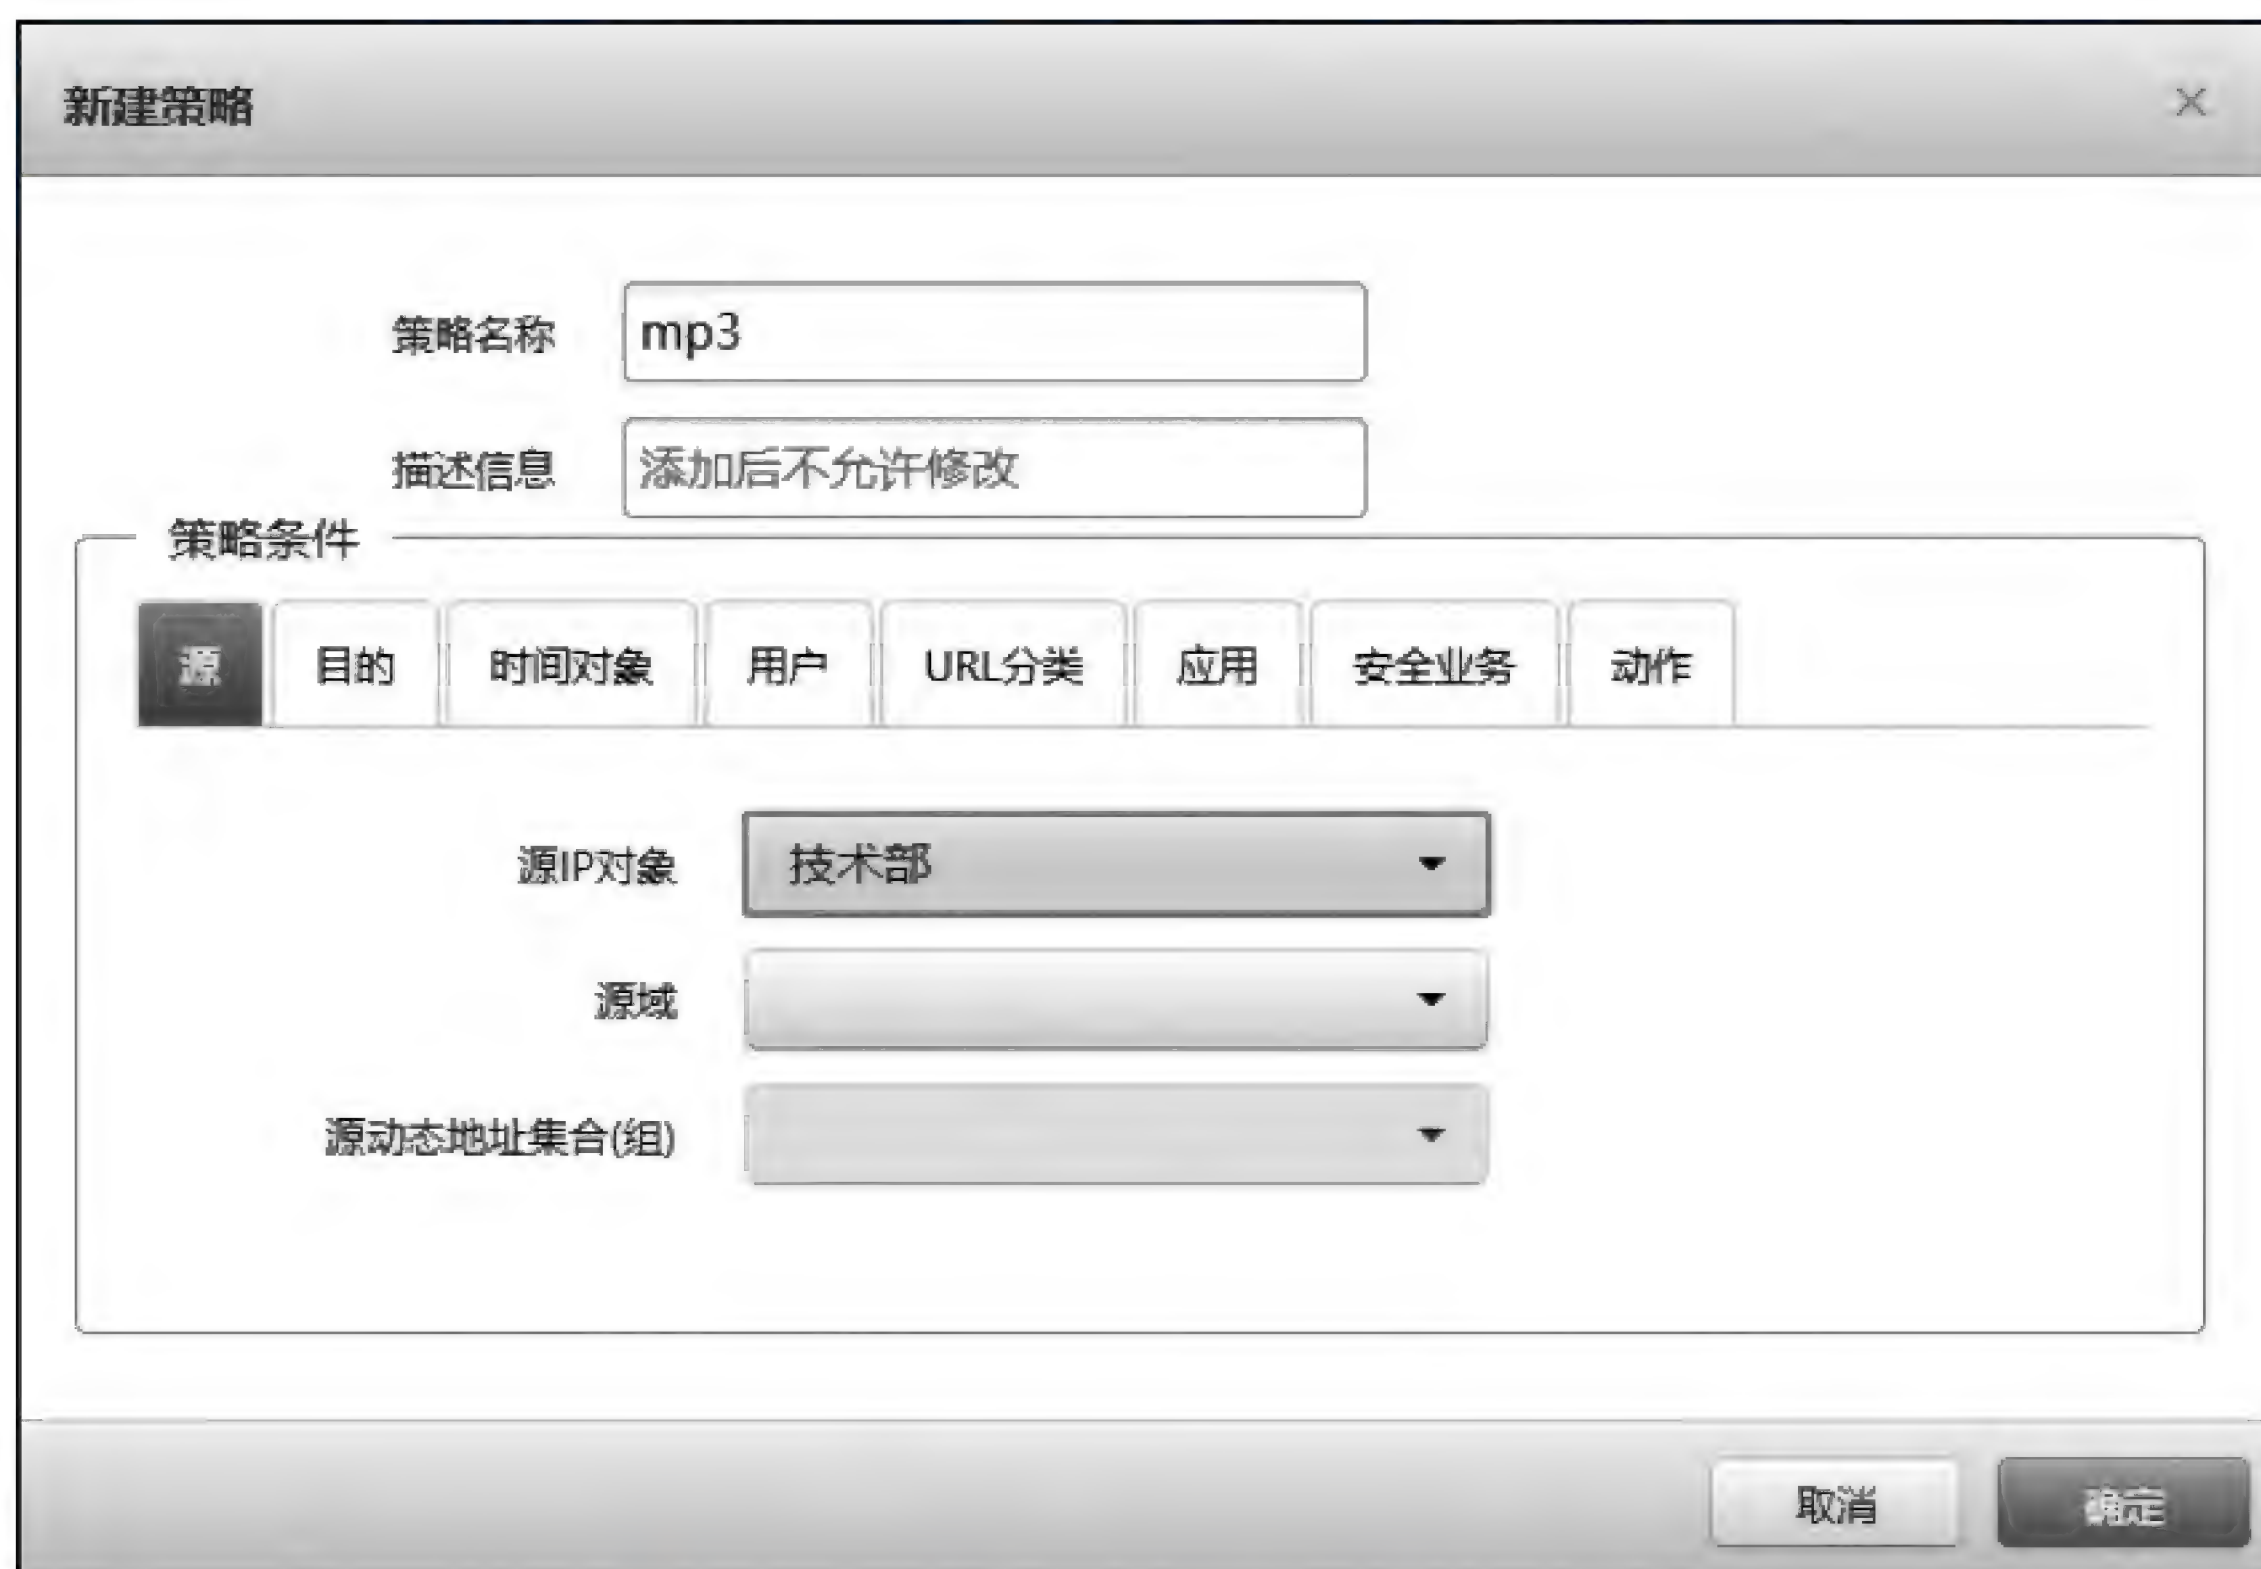 新建策略
策略名称 mp3
描述信息 添加后不允许修改
策略条件
源 目的 时间对象 用户 URL分类 应用 安全业务 动作
源IP对象 技术部
源域
源动态地址集合(组)
取消 确定